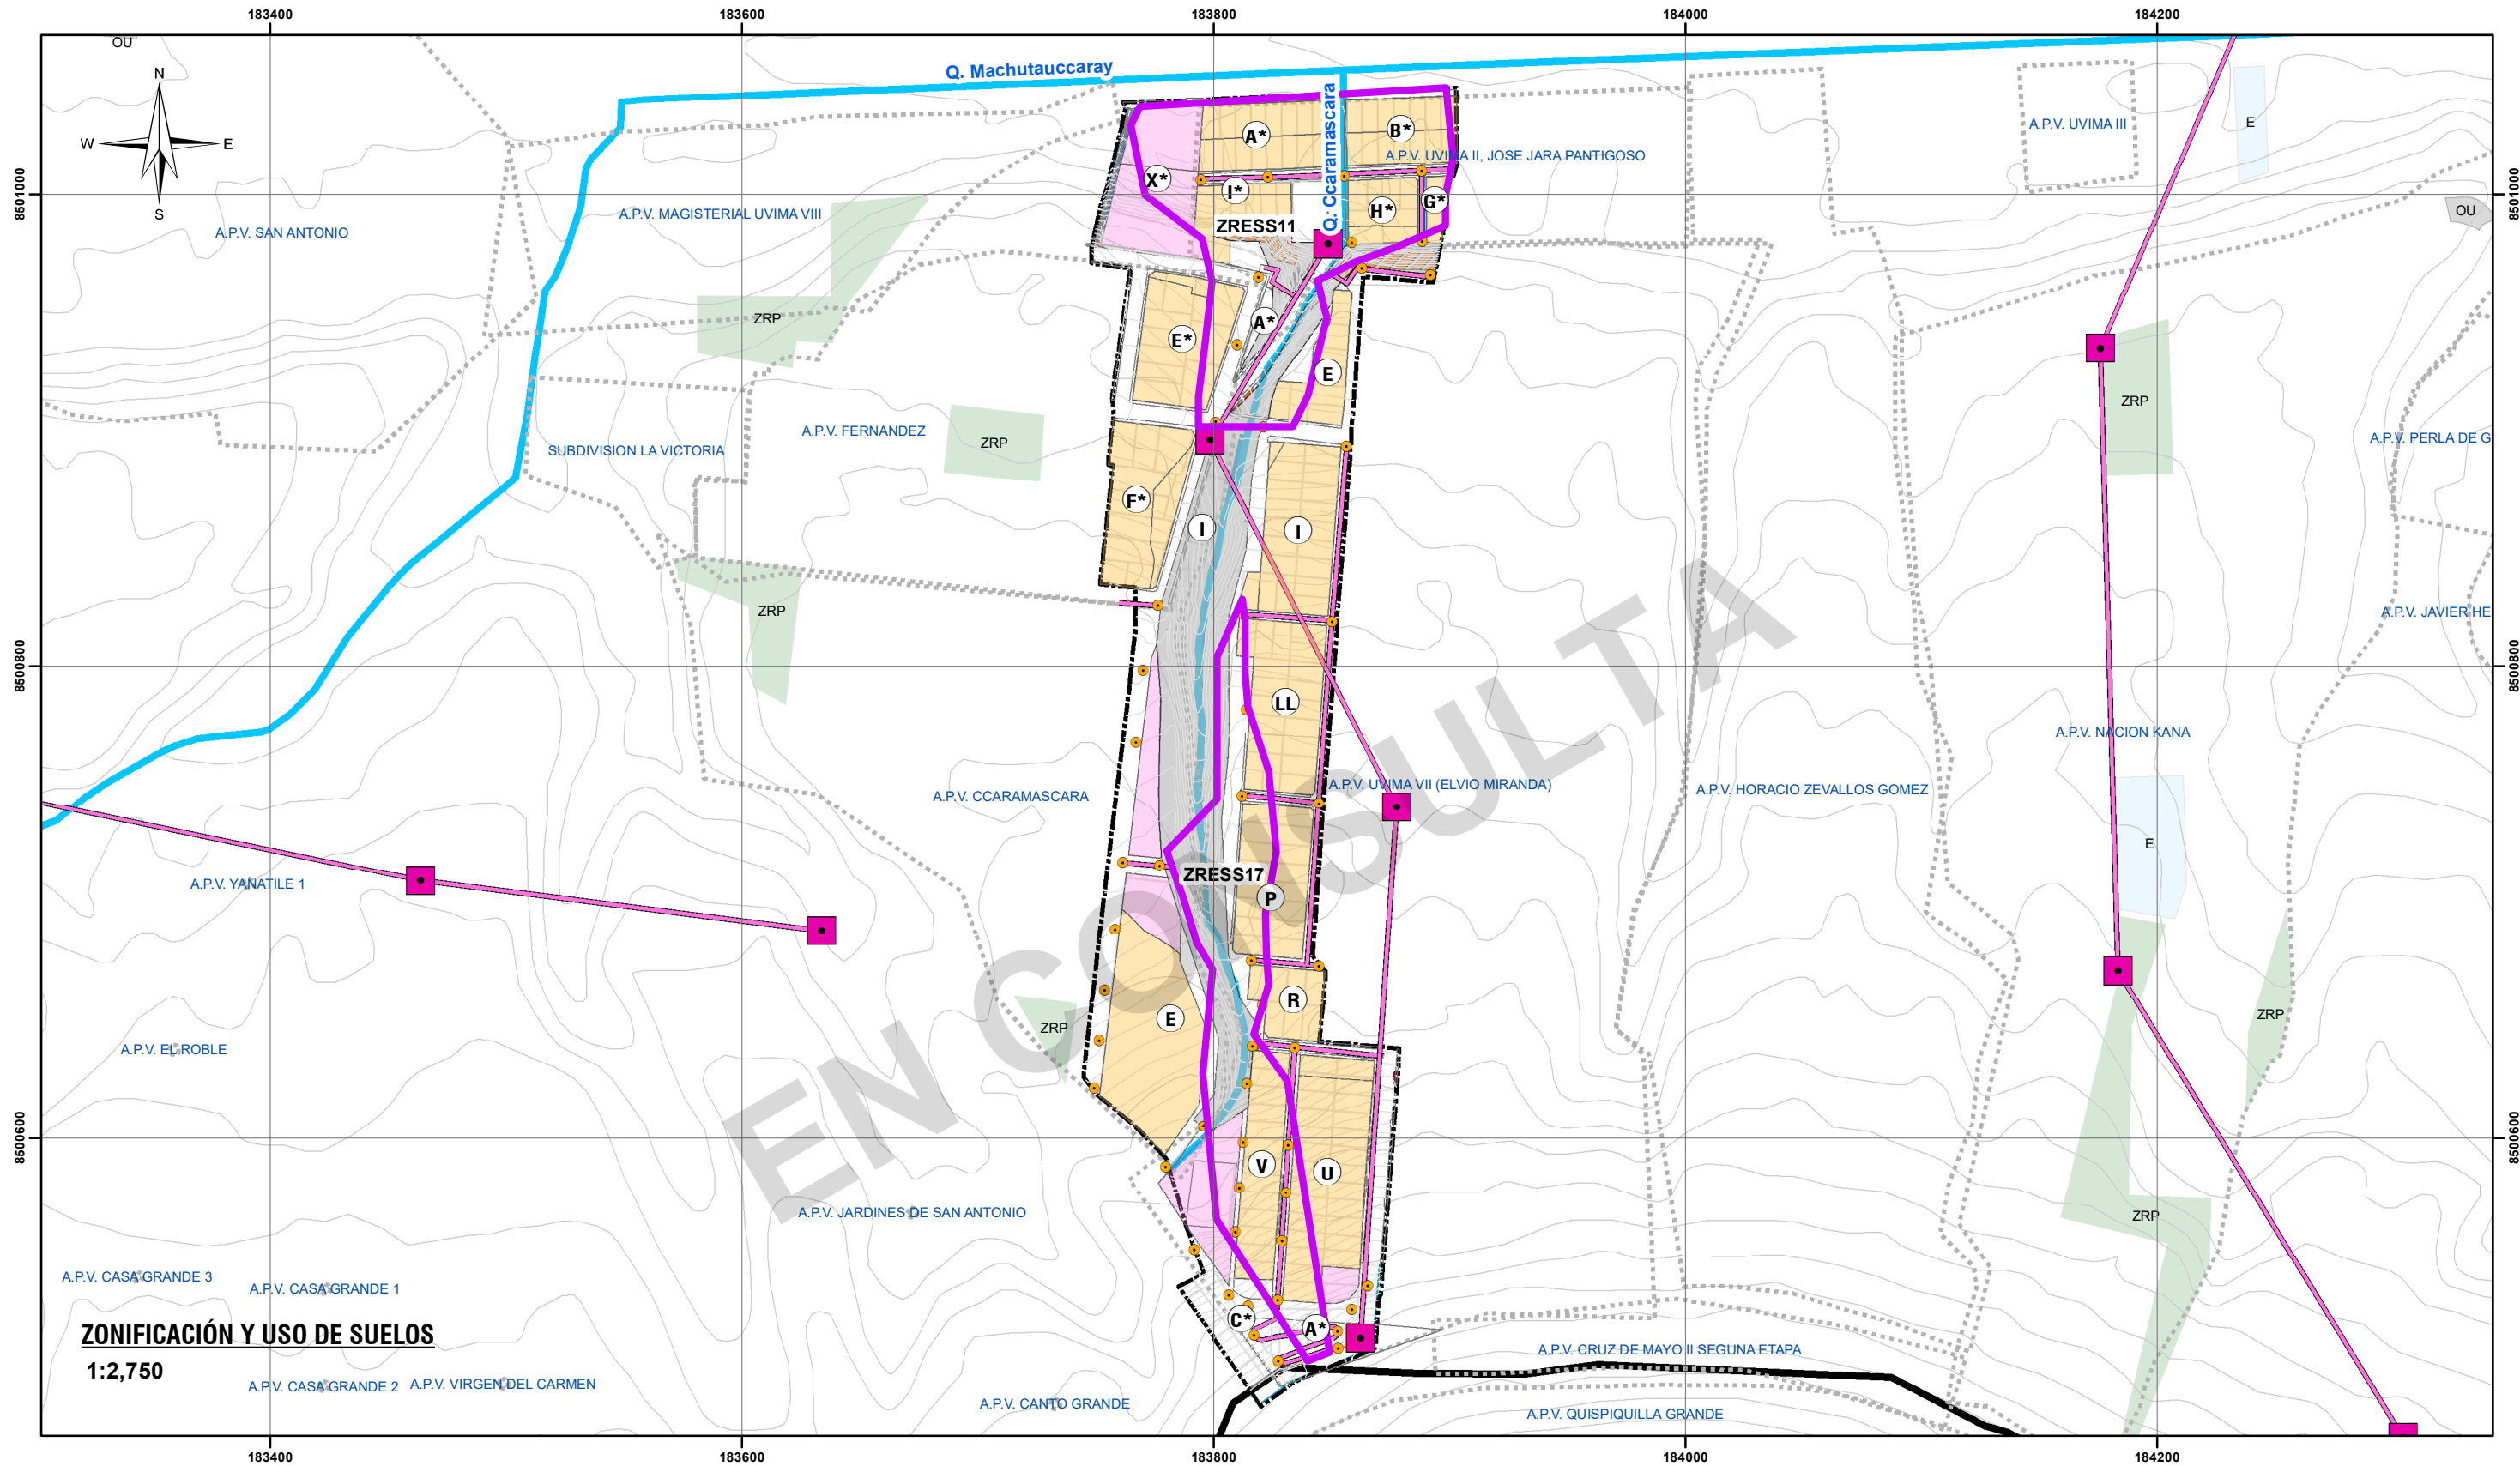 183400
183600
183800
184000
184200
OU
N
W
E
S
Q. Machutauccaray
Q. Ccaramascara
A*
B*
A.P.V. UVIMA III
E
A.P.V. UVIMA II, JOSE JARA PANTIGOSO
8501000
8501000
X*
I*
G*
H*
OU
A.P.V. MAGISTERIAL UVIMA VIII
A.P.V. SAN ANTONIO
ZRESS11
ZRP
A*
E*
E
ZRP
A.P.V. FERNANDEZ
ZRP
SUBDIVISION LA VICTORIA
A.P.V. PERLA DE G
F*
I
I
ZRP
A.P.V. JAVIER HE
8500800
8500800
LL
A.P.V. NACION KANA
A.P.V. CCARAMASCARA
A.P.V. UVIMA VII (ELVIO MIRANDA)
A.P.V. HORACIO ZEVALLOS GOMEZ
E
A.P.V. YANATILE 1
ZRESS17
P
EN CONSULTA
R
E
ZRP
ZRP
A.P.V. EL ROBLE
8500600
8500600
V
U
A.P.V. JARDINES DE SAN ANTONIO
ZRP
A.P.V. CASA GRANDE 3
A.P.V. CASA GRANDE 1
C*
A*
ZONIFICACIÓN Y USO DE SUELOS
1:2,750
A.P.V. CRUZ DE MAYO II SEGUNA ETAPA
A.P.V. CASA GRANDE 2
A.P.V. VIRGEN DEL CARMEN
A.P.V. CANTO GRANDE
A.P.V. QUISPIQUILLA GRANDE
183400
183600
183800
184000
184200